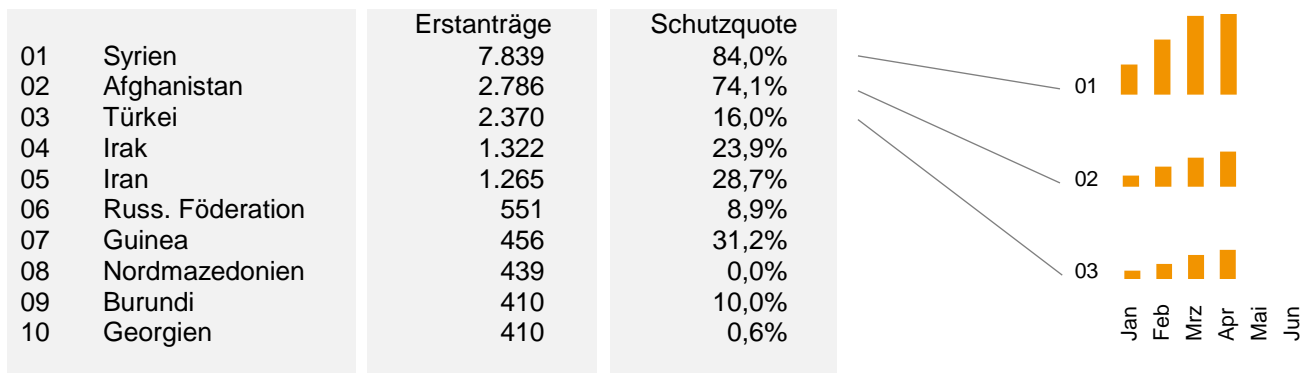 Erstanträge Schutzquote
01 Syrien 7.839 84,0%
02 Afghanistan 2.786 74,1%
03 Türkei 2.370 16,0%
04 Irak 1.322 23,9%
05 Iran 1.265 28,7%
06 Russ. Föderation 551 8,9%
07 Guinea 456 31,2%
08 Nordmazedonien 439 0,0%
09 Burundi 410 10,0%
10 Georgien 410 0,6%
01
02
03
Jan
Feb
Mrz
Apr
Mai
Jun